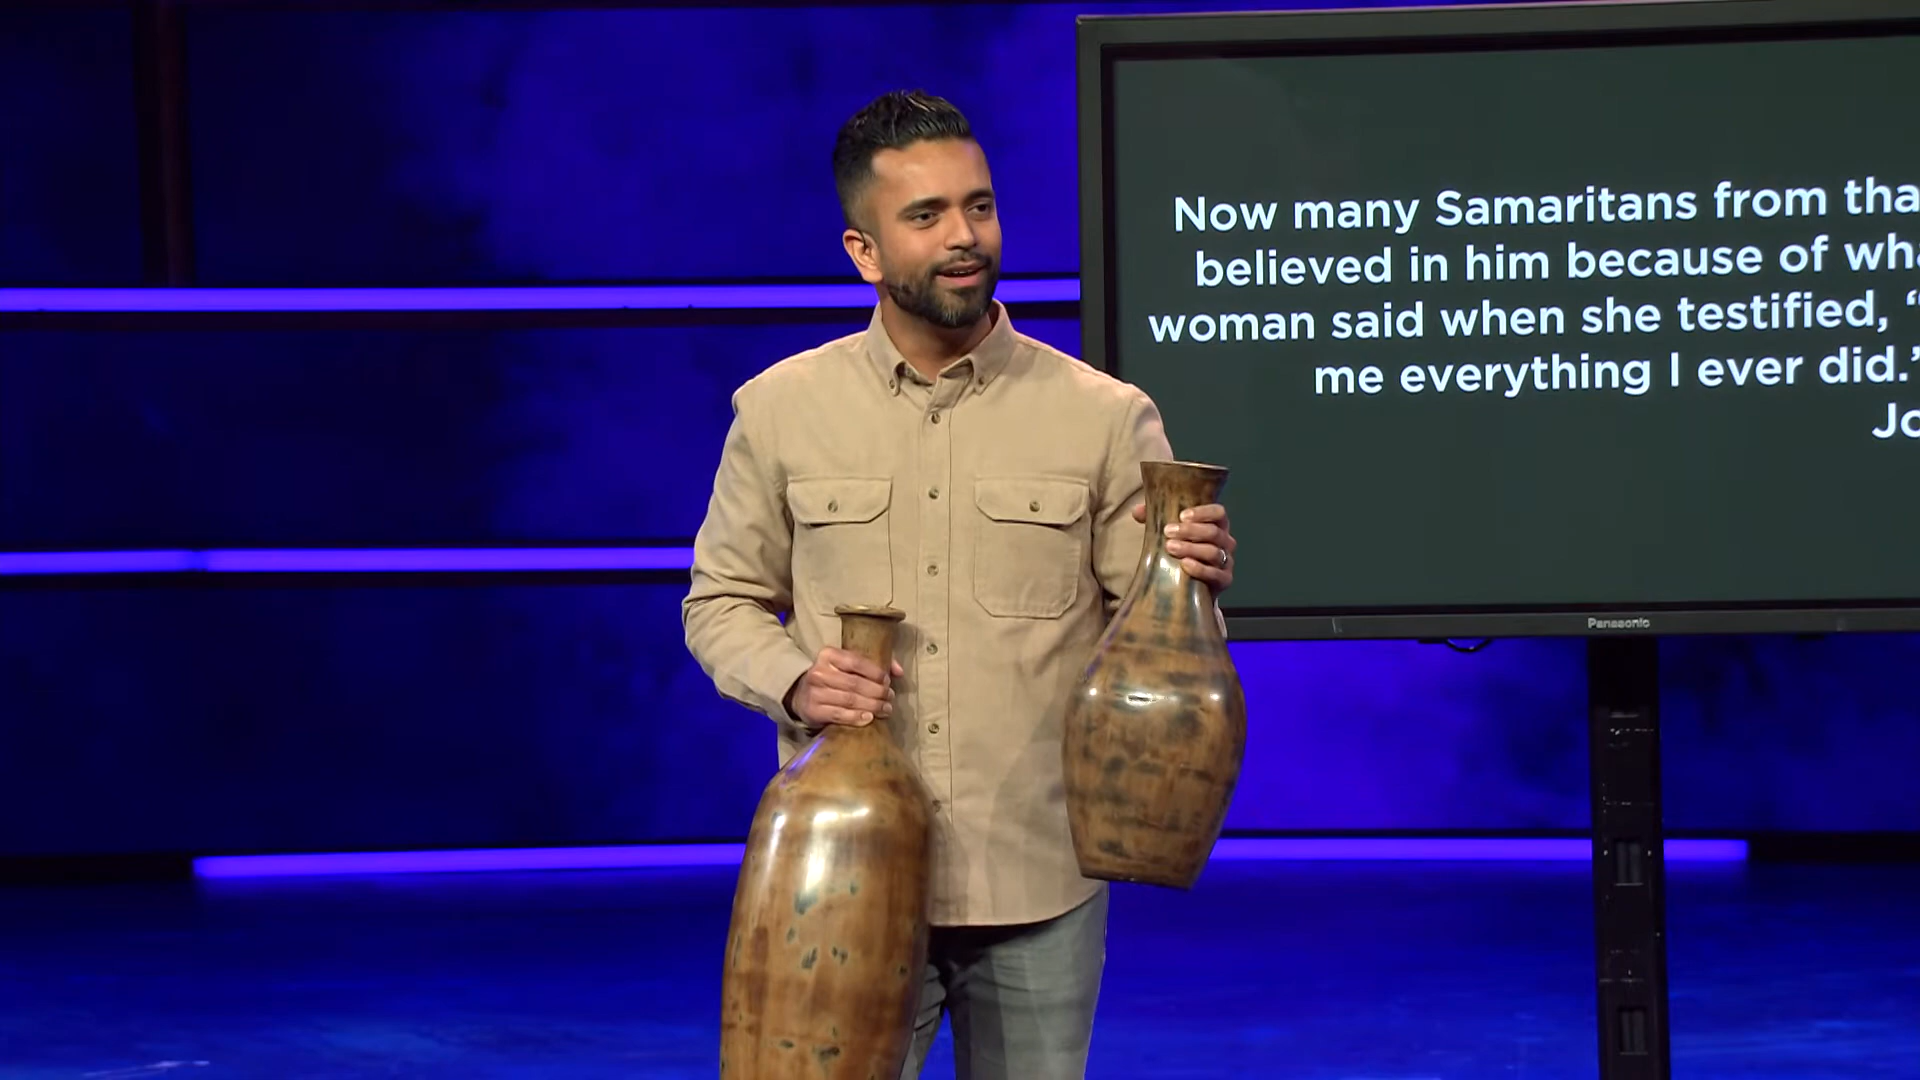 Now many Samaritans from tha
believed in him because of wha
woman said when she testified, “
me everything I ever did.”
Jo
Panasonic